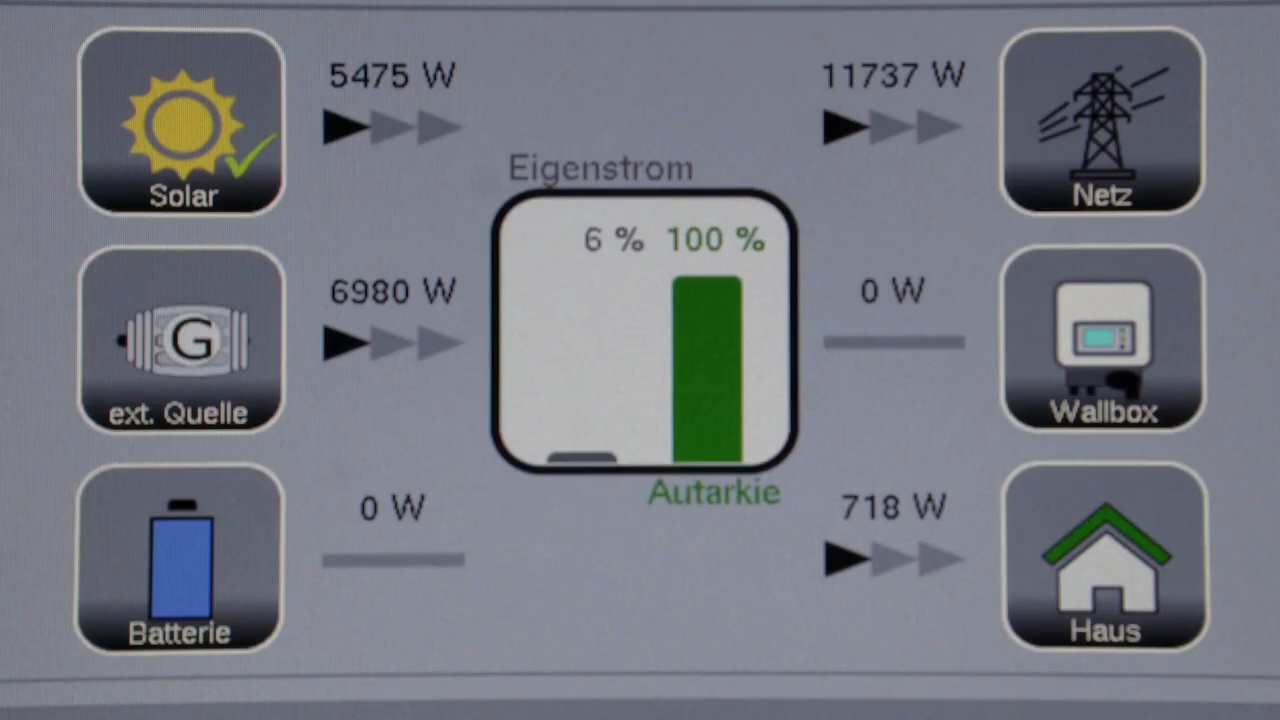 5475 W
11737 W
Solar
Eigenstrom
Netz
6 % 100 %
6980 W
0 W
G
ext. Quelle
Wallbox
Autarkie
0 W
718 W
Batterie
Haus